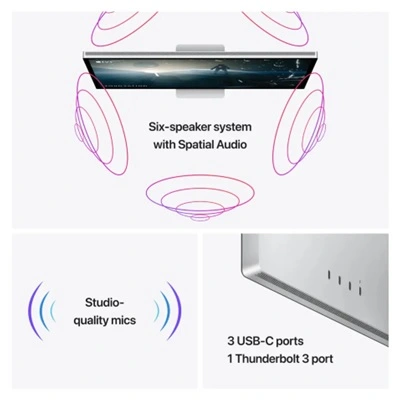 Six-speaker system
with Spatial Audio
Studio-
quality mics
3 USB-C ports
1 Thunderbolt 3 port